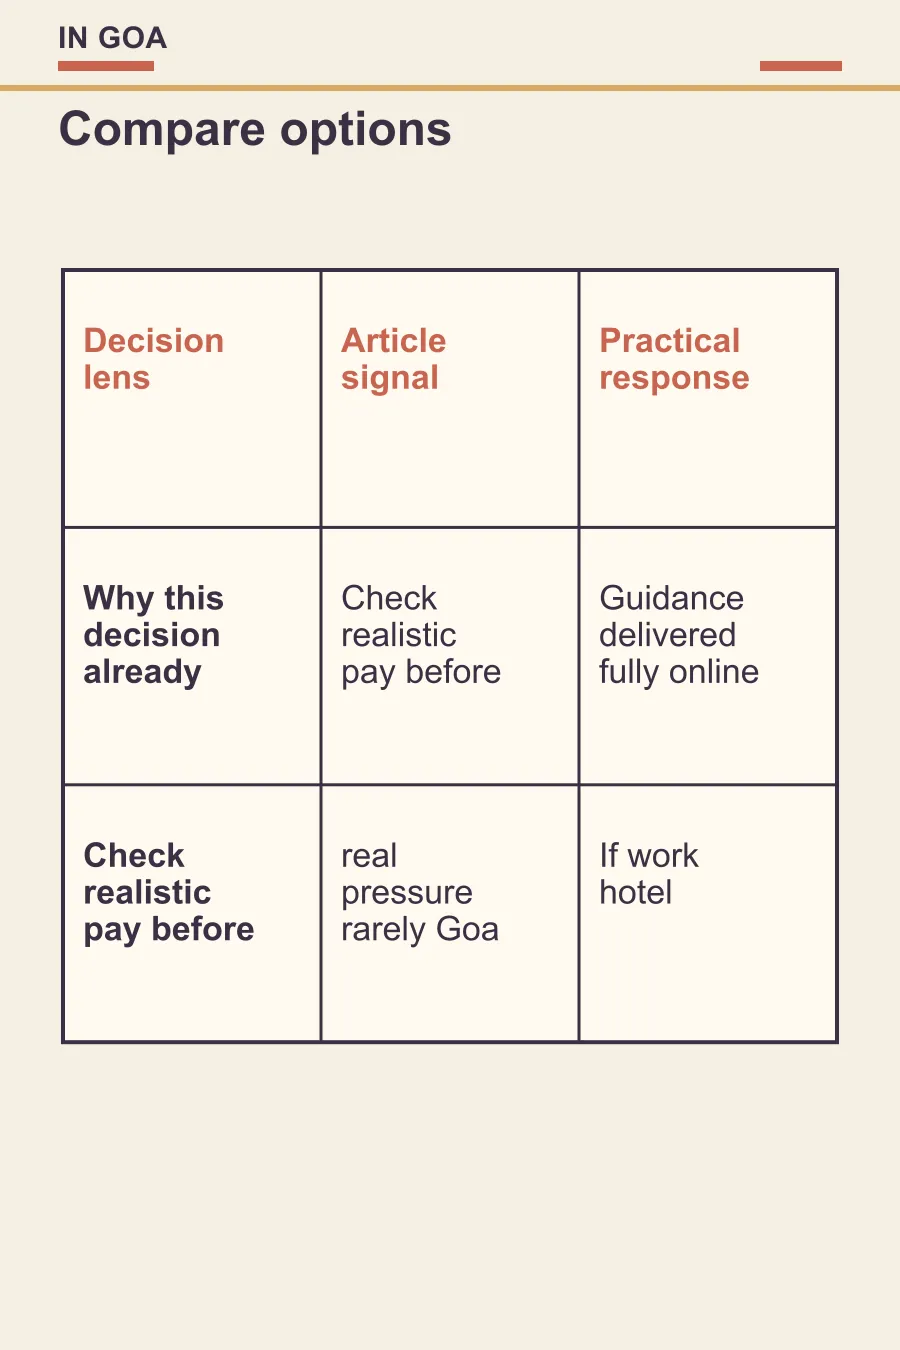 IN GOA
Compare options
Decision
lens
Article
signal
Practical
response
Why this
decision
already
Check
realistic
pay before
Guidance
delivered
fully online
Check
realistic
pay before
real
pressure
rarely Goa
If work
hotel